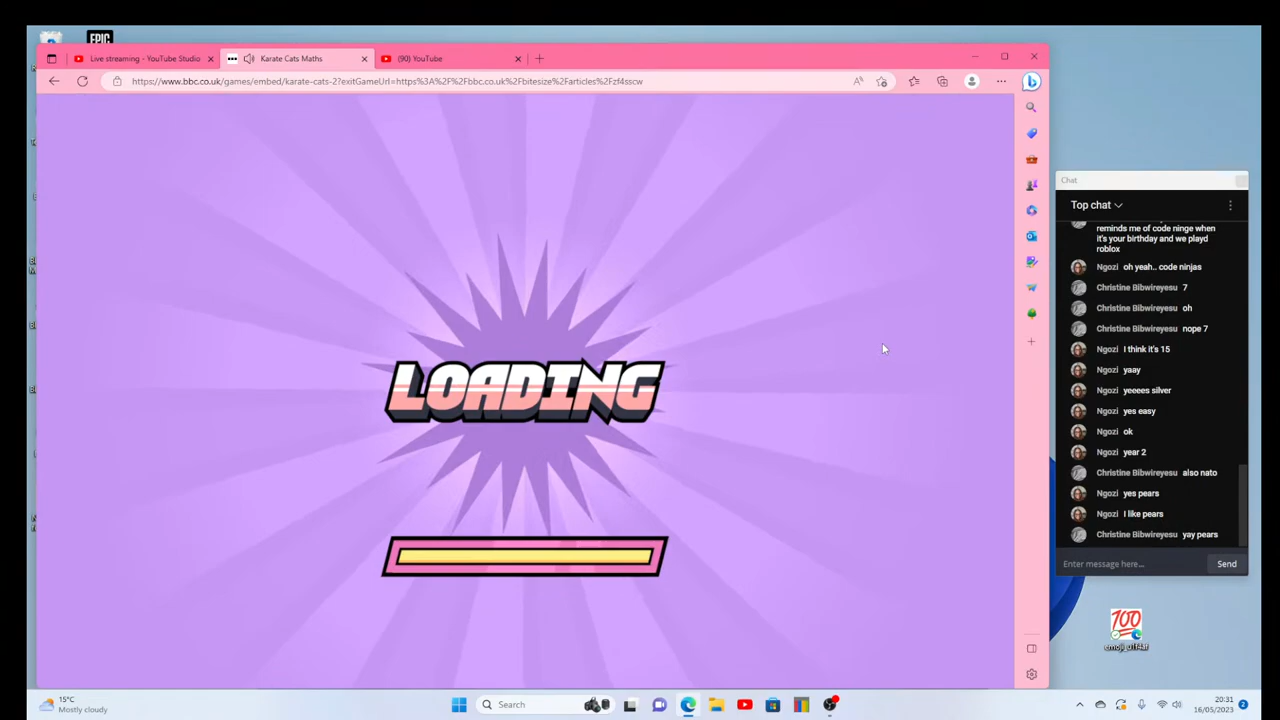 EPIC
Live streaming - YouTube Studio
Karate Cats Maths
(90) YouTube
https://www.bbc.co.uk/games/embed/karate-cats-2?exitGameUrl=https%3A%2F%2Fbbc.co.uk%2Fbitesize%2Farticles%2Fzf4sscw
LOADING
Chat
Top chat
reminds me of code ninge when
it's your birthday and we playd
roblox
Ngozi oh yeah.. code ninjas
Christine Bibwireyesu 7
Christine Bibwireyesu oh
Christine Bibwireyesu nope 7
Ngozi I think it's 15
Ngozi yaay
Ngozi yeeees silver
Ngozi yes easy
Ngozi ok
Ngozi year 2
Christine Bibwireyesu also nato
Ngozi yes pears
Ngozi I like pears
Christine Bibwireyesu yay pears
Enter message here...
Send
100
emoji_u1f4af
15°C
Mostly cloudy
Search
20:31
16/05/2023
2